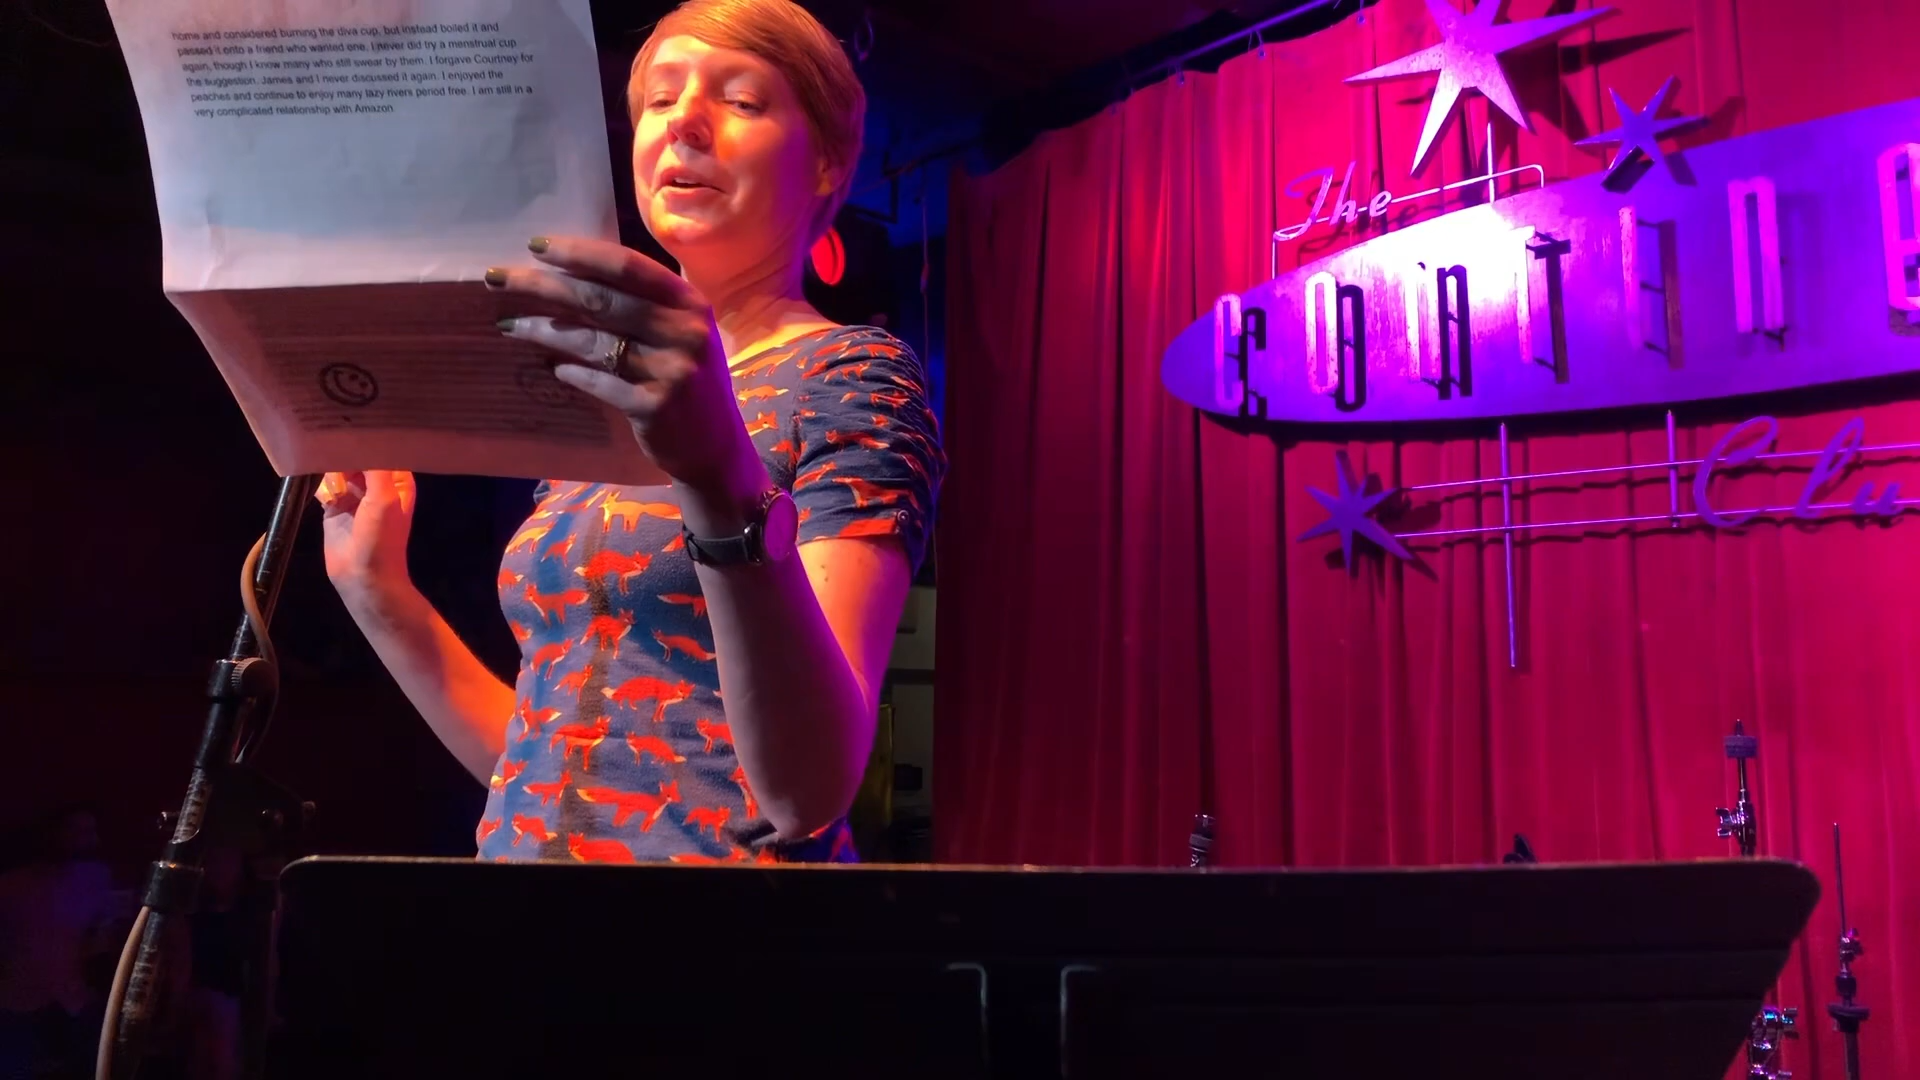 home and considered burning the diva cup, but instead boiled it and
passed it onto a friend who wanted one. I never did try a menstrual cup
again, though I know many who still swear by them. I forgave Courtney for
the suggestion. James and I never discussed it again. I enjoyed the
peaches and continue to enjoy many lazy rivers period free. I am still in a
very complicated relationship with Amazon
The
CONTINE
Clu